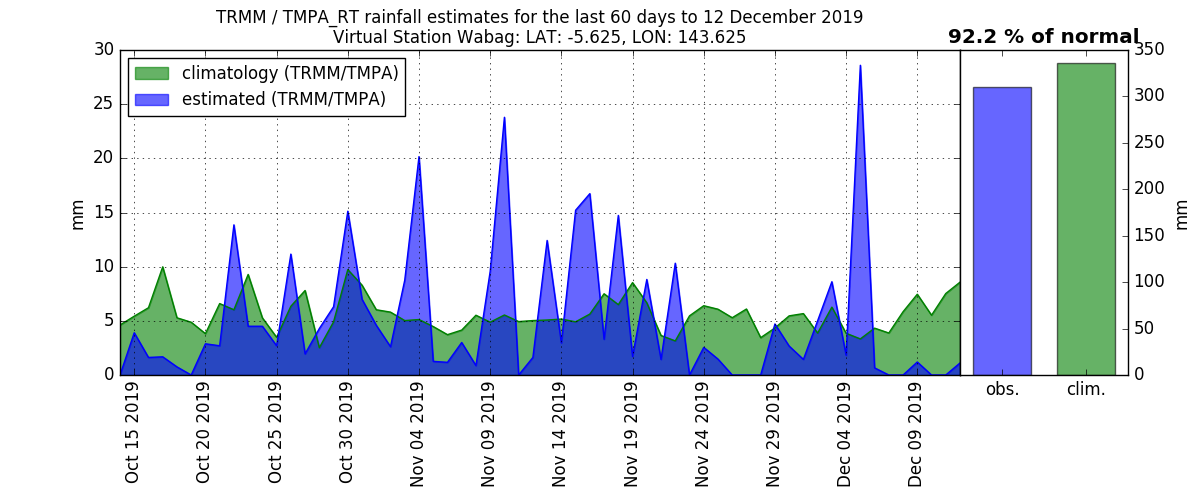 TRMM / TMPA_RT rainfall estimates for the last 60 days to 12 December 2019
Virtual Station Wabag: LAT: -5.625, LON: 143.625
92.2 % of normal
climatology (TRMM/TMPA)
estimated (TRMM/TMPA)
30
25
20
15
10
5
0
mm
Oct 15 2019
Oct 20 2019
Oct 25 2019
Oct 30 2019
Nov 04 2019
Nov 09 2019
Nov 14 2019
Nov 19 2019
Nov 24 2019
Nov 29 2019
Dec 04 2019
Dec 09 2019
obs.
clim.
350
300
250
200
150
100
50
0
mm